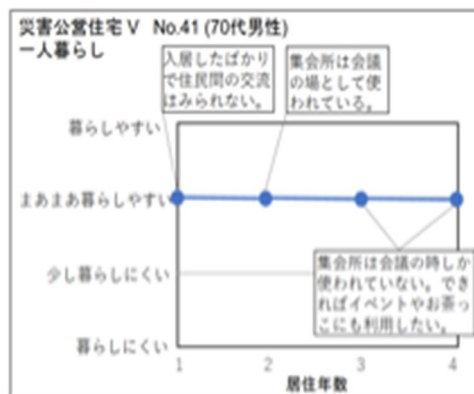 災害公営住宅 V No.41 (70代男性)
一人暮らし
入居したばかり
で住民間の交流
はみられない。
集会所は会議
の場として使
われている。
暮らしやすい
まあまあ暮らしやすい
少し暮らしにくい
暮らしにくい
集会所は会議の時しか
使われていない。でき
ればイベントやお茶っ
こにも利用したい。
1 2 3 4
居住年数